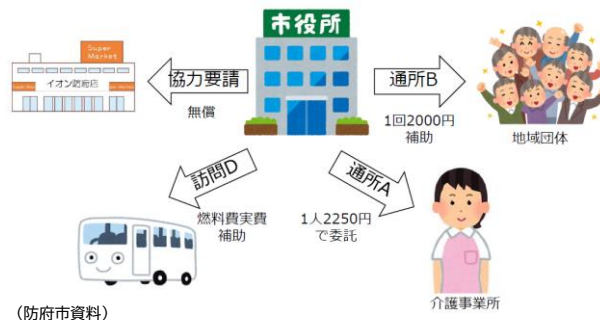 市役所
Super
Market
イオン防府店
協力要請
無償
通所B
1回2000円
補助
地域団体
訪問D
燃料費実費
補助
通所A
1人2250円
で委託
介護事業所
（防府市資料）